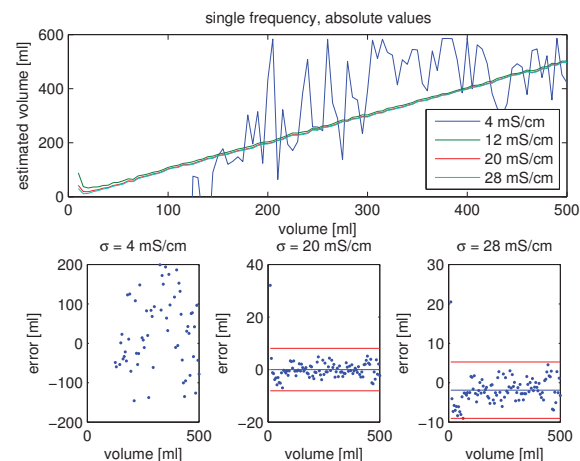 single frequency, absolute values
600
400
200
0
estimated volume [ml]
0
100
200
300
400
500
volume [ml]
4 mS/cm
12 mS/cm
20 mS/cm
28 mS/cm
σ = 4 mS/cm
200
100
0
−100
−200
error [ml]
0
500
volume [ml]
σ = 20 mS/cm
40
20
0
−20
error [ml]
0
500
volume [ml]
σ = 28 mS/cm
30
20
10
0
−10
error [ml]
0
500
volume [ml]